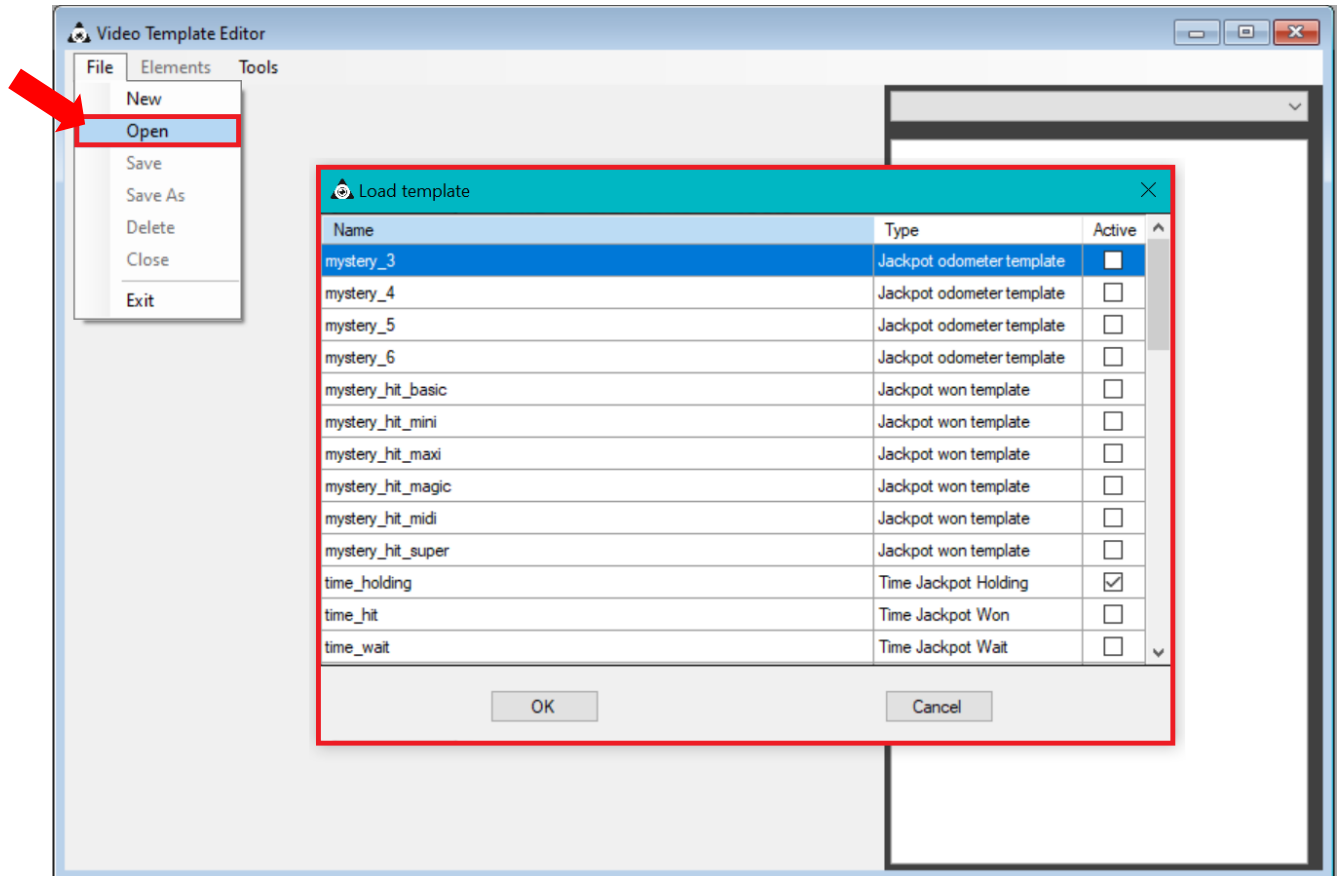 Video Template Editor
File Elements Tools
New
Open
Save
Save As
Delete
Close
Exit
Load template
Name Type Active
mystery_3 Jackpot odometer template
mystery_4 Jackpot odometer template
mystery_5 Jackpot odometer template
mystery_6 Jackpot odometer template
mystery_hit_basic Jackpot won template
mystery_hit_mini Jackpot won template
mystery_hit_maxi Jackpot won template
mystery_hit_magic Jackpot won template
mystery_hit_midi Jackpot won template
mystery_hit_super Jackpot won template
time_holding Time Jackpot Holding
time_hit Time Jackpot Won
time_wait Time Jackpot Wait
OK Cancel